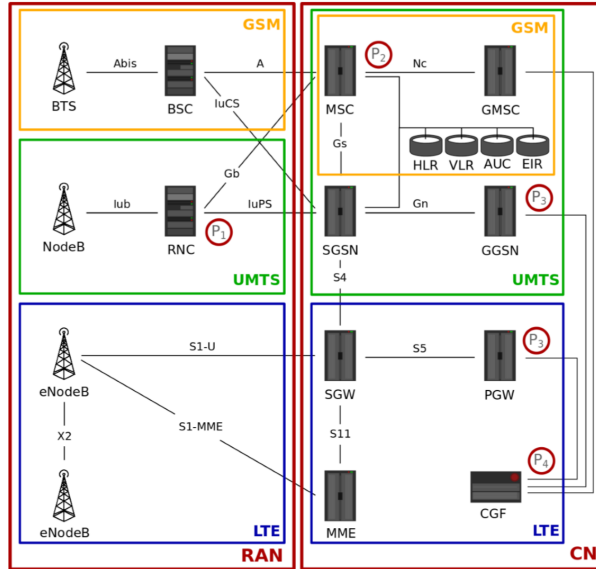 GSM
GSM
Abis
A
P2
Nc
BTS
BSC
MSC
GMSC
IuCS
Gs
HLR
VLR
AUC
EIR
Gb
Iub
IuPS
Gn
P3
NodeB
RNC
P1
SGSN
GGSN
UMTS
UMTS
S4
S1-U
S5
P3
eNodeB
SGW
PGW
X2
S1-MME
S11
P4
CGF
eNodeB
MME
LTE
LTE
RAN
CN